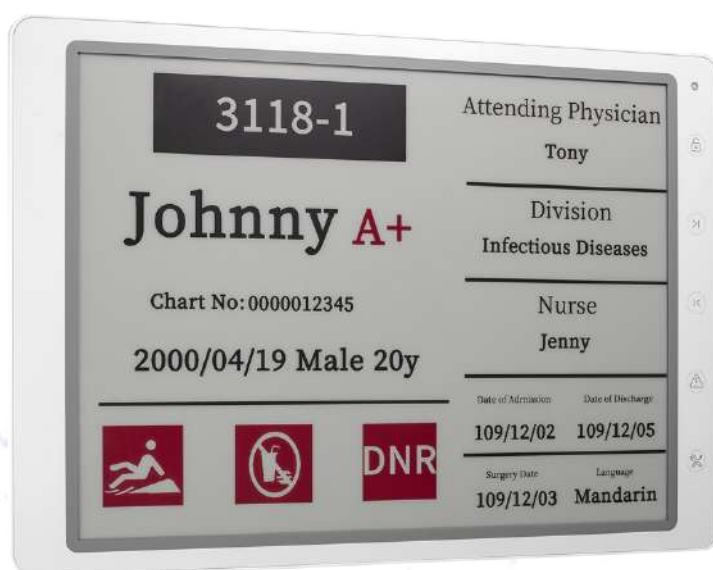 3118-1
Johnny A+
Chart No:0000012345
2000/04/19 Male 20y
DNR
Attending Physician
Tony
Division
Infectious Diseases
Nurse
Jenny
Date of Admission Date of Discharge
109/12/02 109/12/05
Surgery Date Language
109/12/03 Mandarin